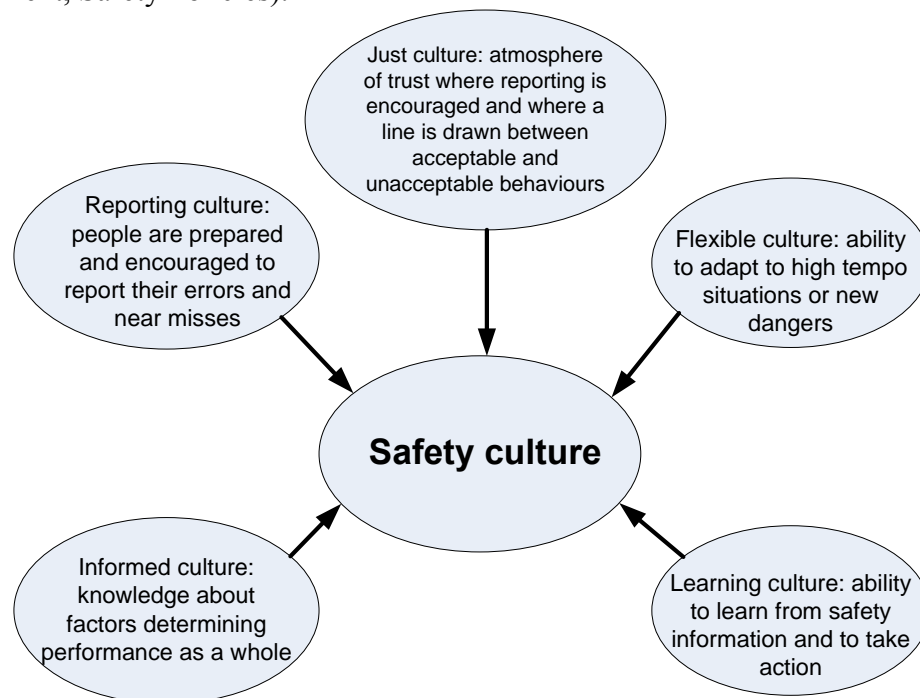 Just culture: atmosphere
of trust where reporting is
encouraged and where a
line is drawn between
acceptable and
unacceptable behaviours
Reporting culture:
people are prepared
and encouraged to
report their errors and
near misses
Flexible culture: ability
to adapt to high tempo
situations or new
dangers
Safety culture
Informed culture:
knowledge about
factors determining
performance as a whole
Learning culture: ability
to learn from safety
information and to take
action